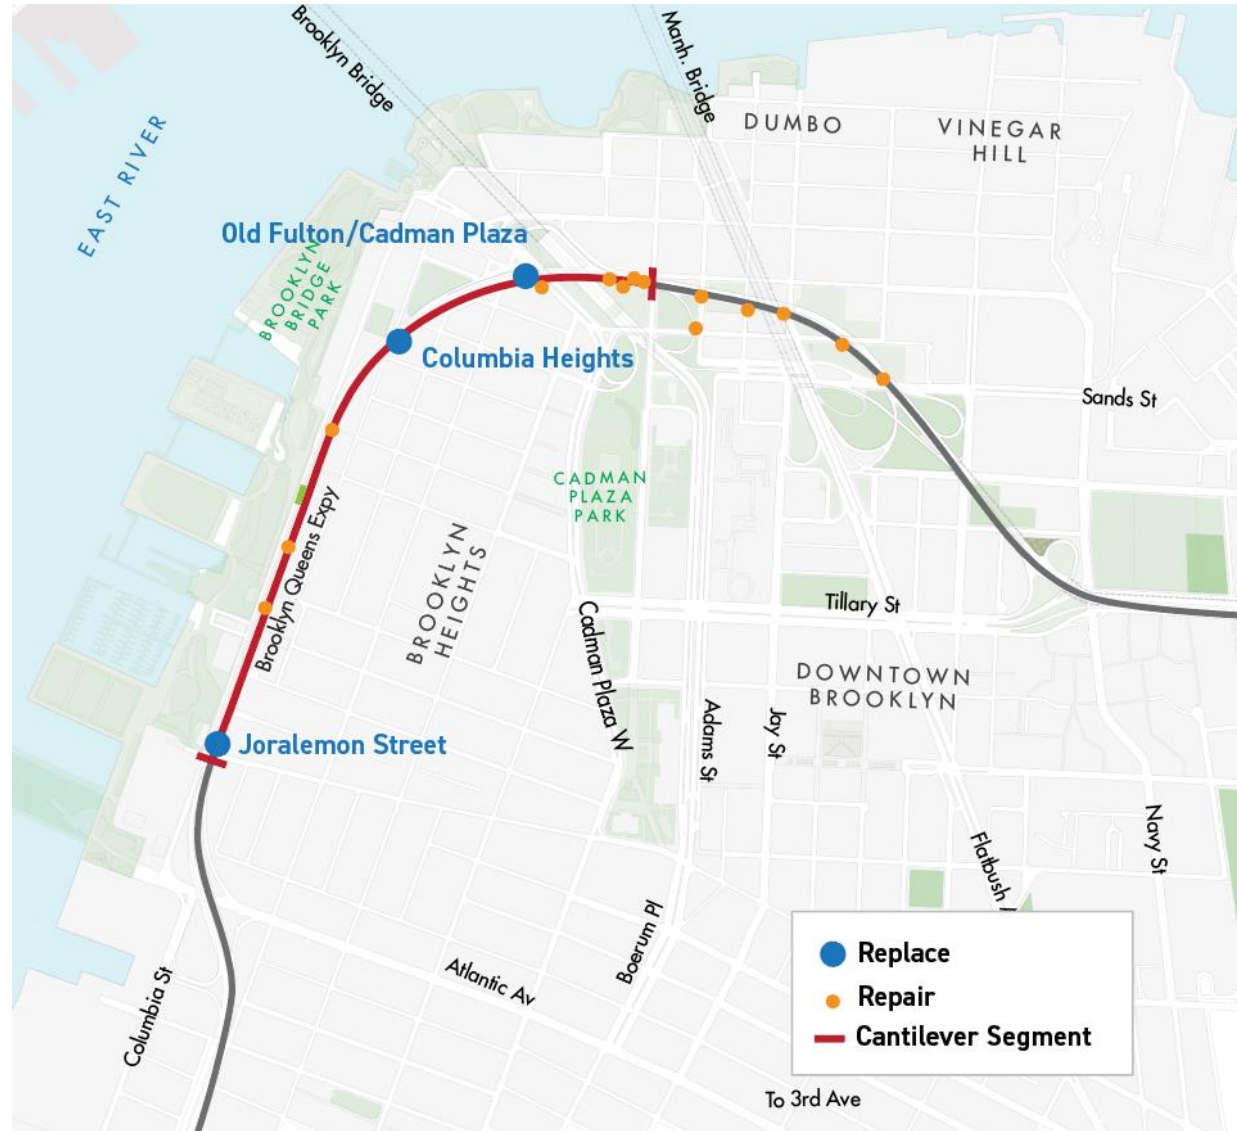 Brooklyn Bridge
Manh. Bridge
DUMBO
VINEGAR
HILL
EAST RIVER
Old Fulton/Cadman Plaza
BROOKLYN
BRIDGE
PARK
Columbia Heights
Sands St
CADMAN
PLAZA
PARK
Brooklyn Queens Expy
BROOKLYN
HEIGHTS
Tillary St
Cadman Plaza W
DOWNTOWN
BROOKLYN
Adams St
Jay St
Joralemon Street
Navy St
Flatbush A
Boerum Pl
Atlantic Av
Columbia St
Replace
Repair
Cantilever Segment
To 3rd Ave